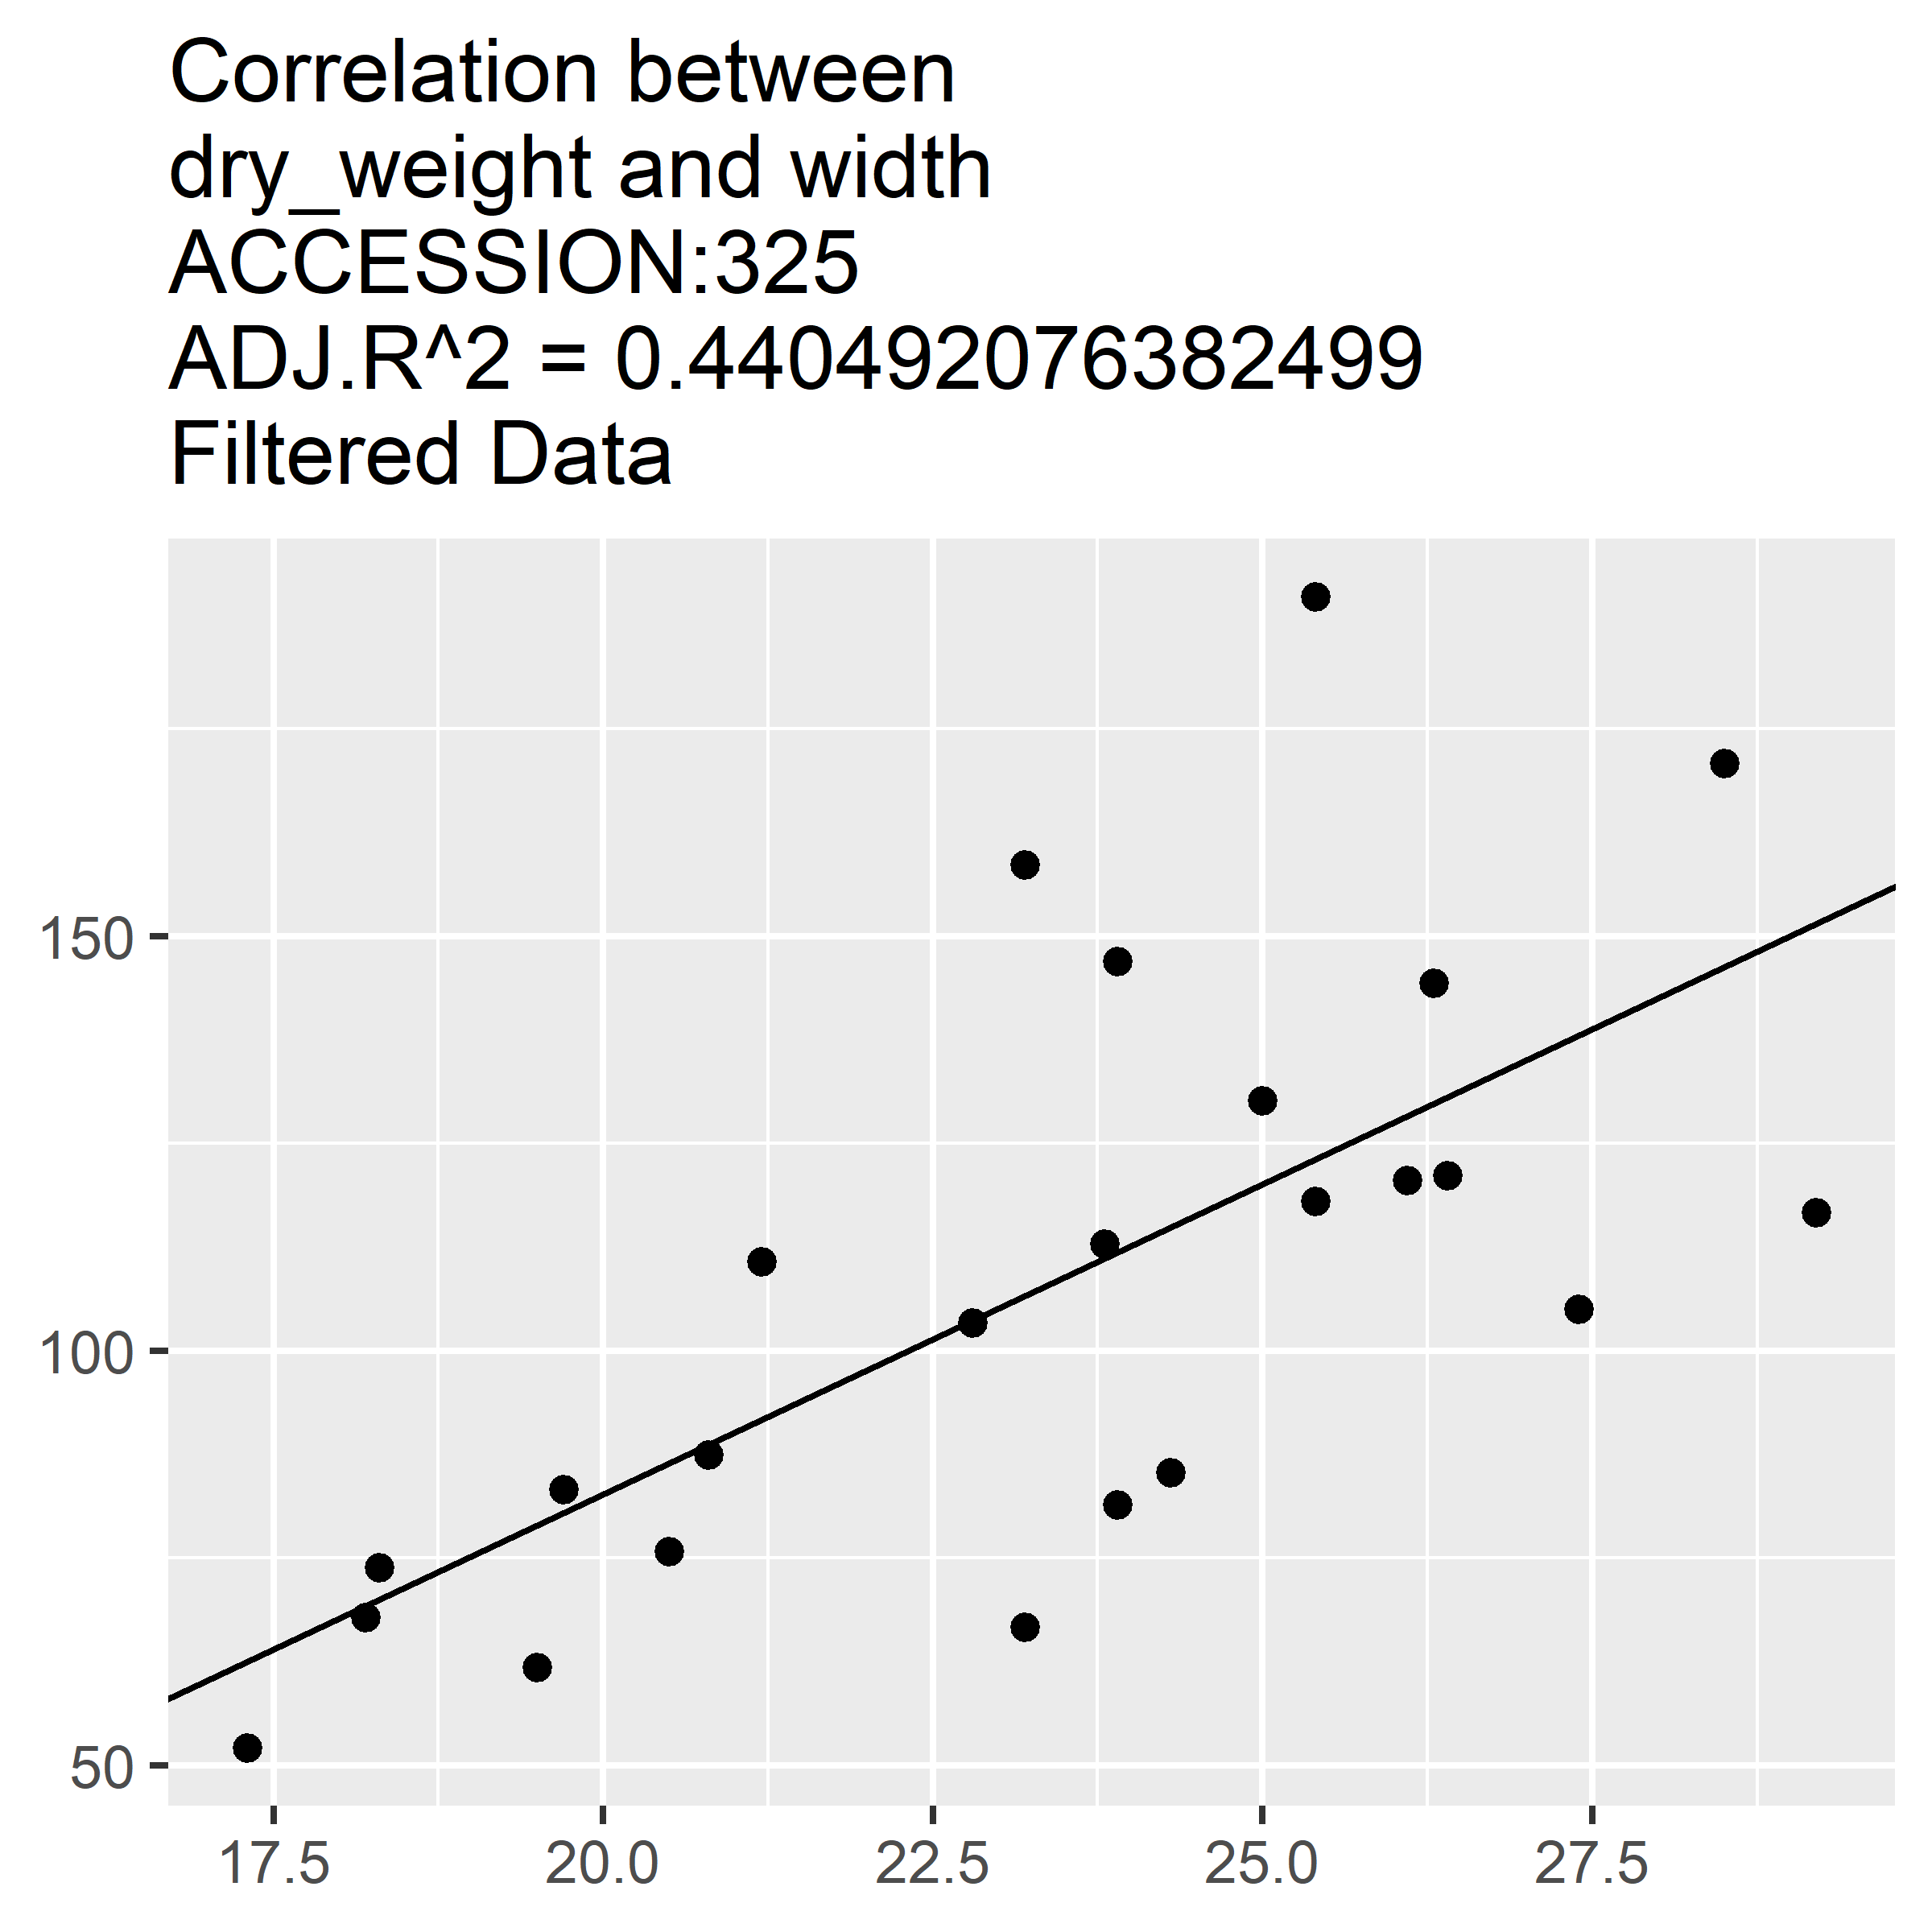 Correlation between
dry_weight and width
ACCESSION:325
ADJ.R^2 = 0.440492076382499
Filtered Data
150
100
50
17.5 20.0 22.5 25.0 27.5